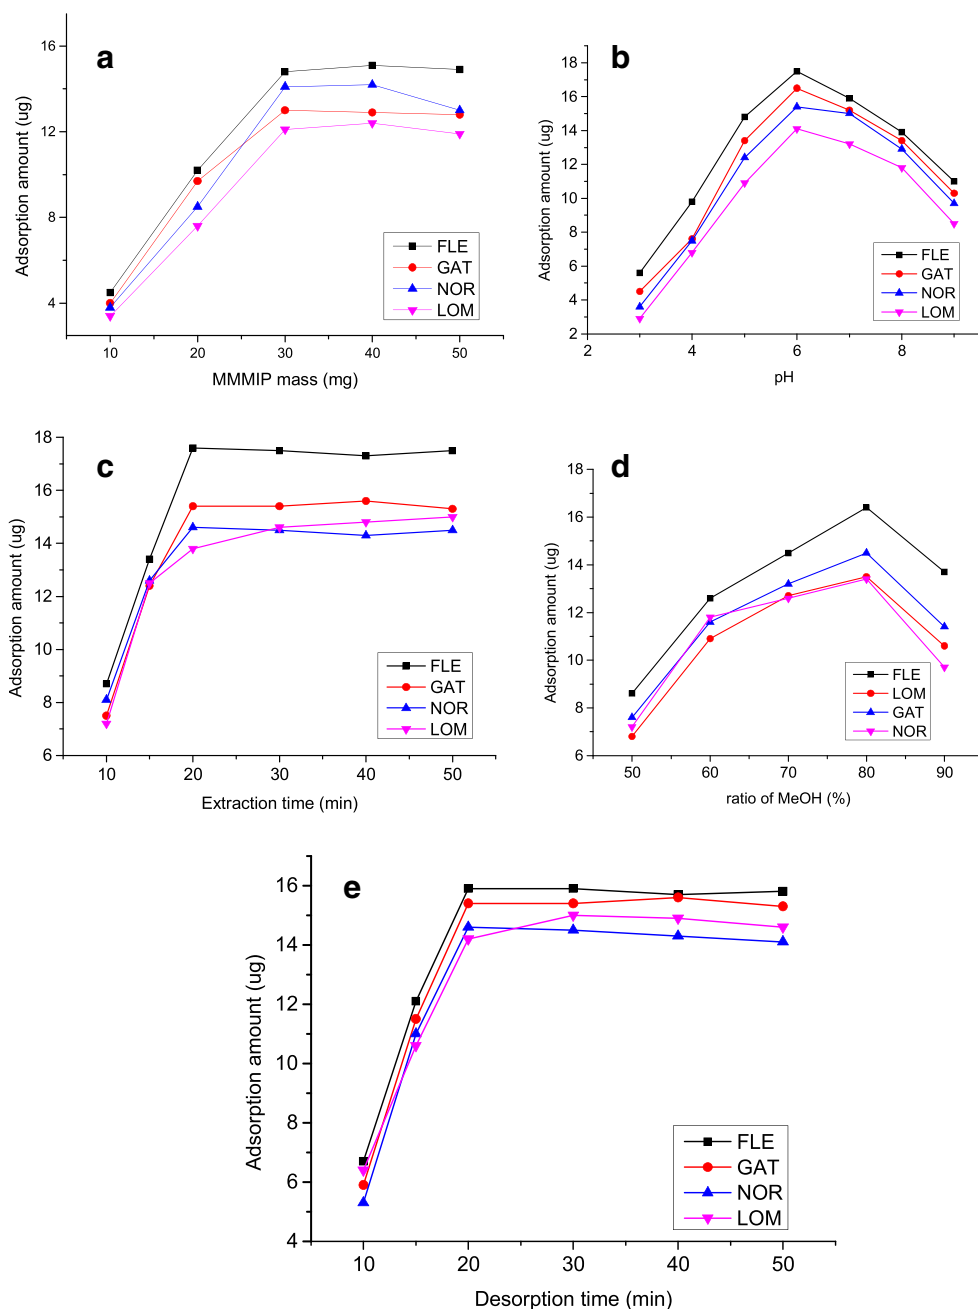 a
16
12
8
4
Adsorption amount (ug)
FLE
GAT
NOR
LOM
10 20 30 40 50
MMMIP mass (mg)
b
18
16
14
12
10
8
6
4
2
Adsorption amount (ug)
FLE
GAT
NOR
LOM
2 4 6 8
pH
c
18
16
14
12
10
8
6
Adsorption amount (ug)
FLE
GAT
NOR
LOM
10 20 30 40 50
Extraction time (min)
d
18
16
14
12
10
8
6
Adsorption amount (ug)
FLE
LOM
GAT
NOR
50 60 70 80 90
ratio of MeOH (%)
e
16
14
12
10
8
6
4
Adsorption amount (ug)
FLE
GAT
NOR
LOM
10 20 30 40 50
Desorption time (min)